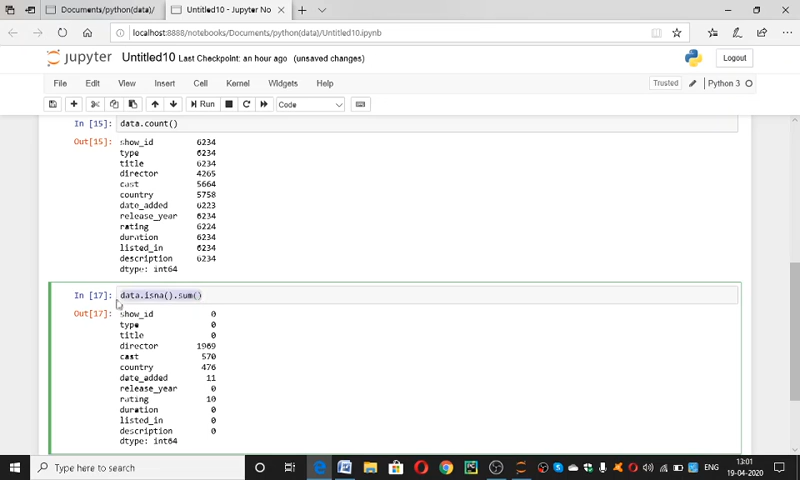 Documents/python(data)/
Untitled10 - Jupyter No
localhost:8888/notebooks/Documents/python(data)/Untitled10.ipynb
jupyter Untitled10 Last Checkpoint: an hour ago (unsaved changes)
Logout
File Edit View Insert Cell Kernel Widgets Help
Trusted Python 3
Run Code
In [15]: data.count()
Out[15]: show_id 6234
type 6234
title 6234
director 4265
cast 5664
country 5758
date_added 6223
release_year 6234
rating 6224
duration 6234
listed_in 6234
description 6234
dtype: int64
In [17]: data.isna().sum()
Out[17]: show_id 0
type 0
title 0
director 1969
cast 570
country 476
date_added 11
release_year 0
rating 10
duration 0
listed_in 0
description 0
dtype: int64
Type here to search
ENG
13:01
19-04-2020